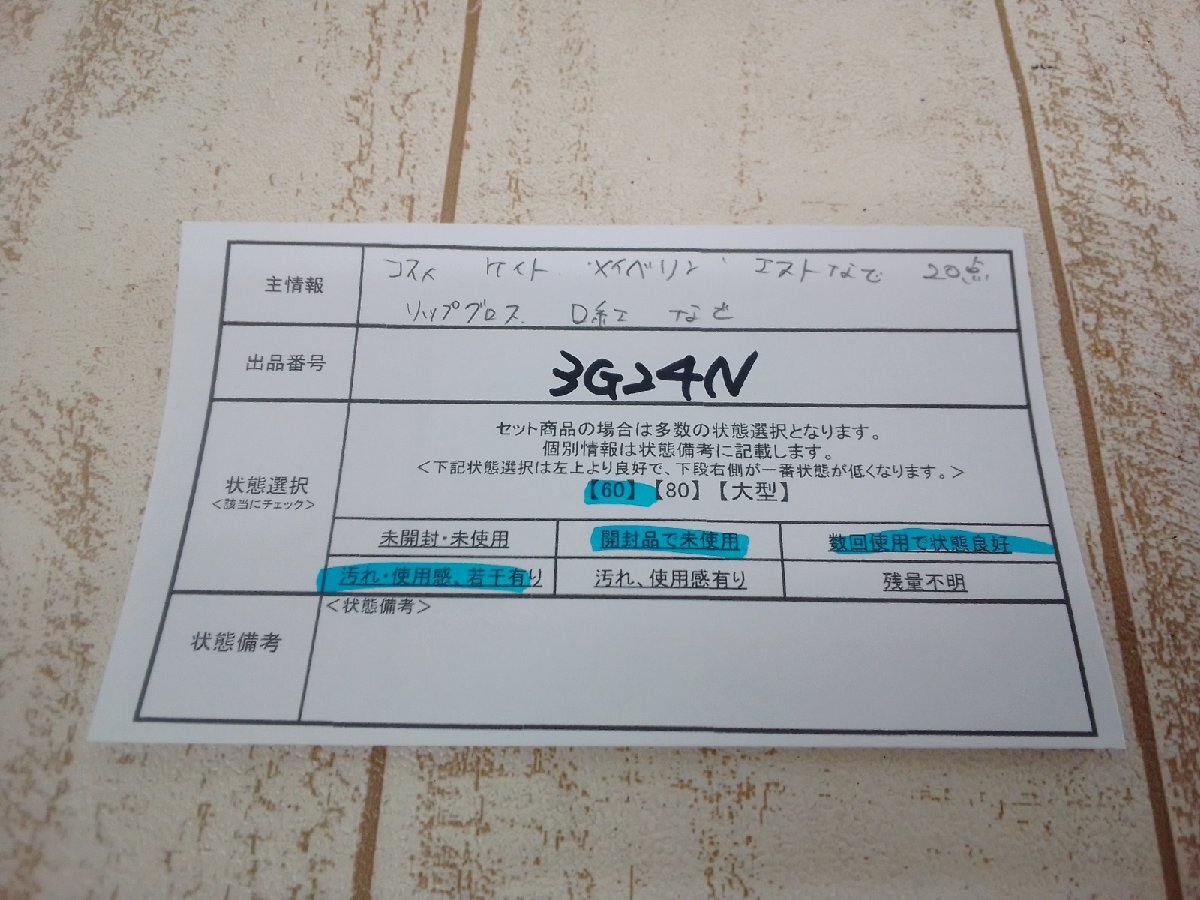 主情報
コスメ ケイト メイベリン エストなど 20点
リップグロス 口紅 など
出品番号
3G24N
状態選択
<該当にチェック>
セット商品の場合は多数の状態選択となります。
個別情報は状態備考に記載します。
<下記状態選択は左上より良好で、下段右側が一番状態が低くなります。>
【60】【80】【大型】
未開封・未使用 開封品で未使用 数回使用で状態良好
汚れ・使用感、若干有り 汚れ、使用感有り 残量不明
状態備考
<状態備考>